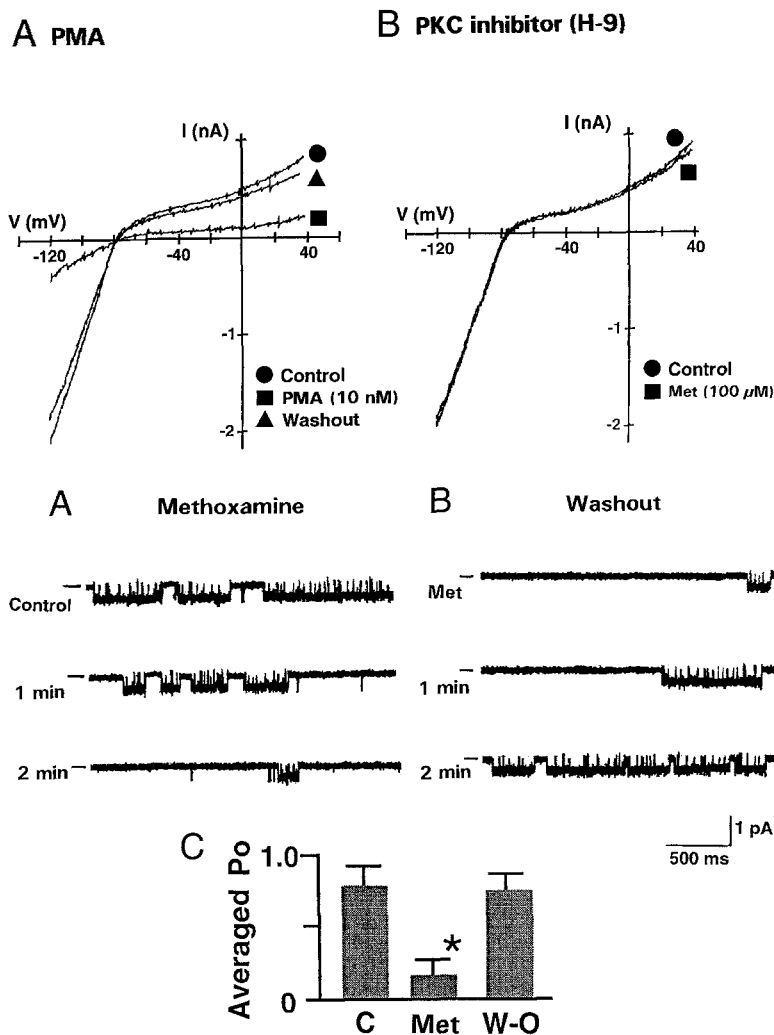 A PMA
B PKC inhibitor (H-9)
I (nA)
V (mV)
-120
-40
40
-1
-2
● Control
■ PMA (10 nM)
▲ Washout
I (nA)
V (mV)
-120
-40
40
-1
-2
● Control
■ Met (100 µM)
A Methoxamine
Control
1 min
2 min
B Washout
Met
1 min
2 min
1 pA
500 ms
C
Averaged Po
1.0
0
*
C Met W-O